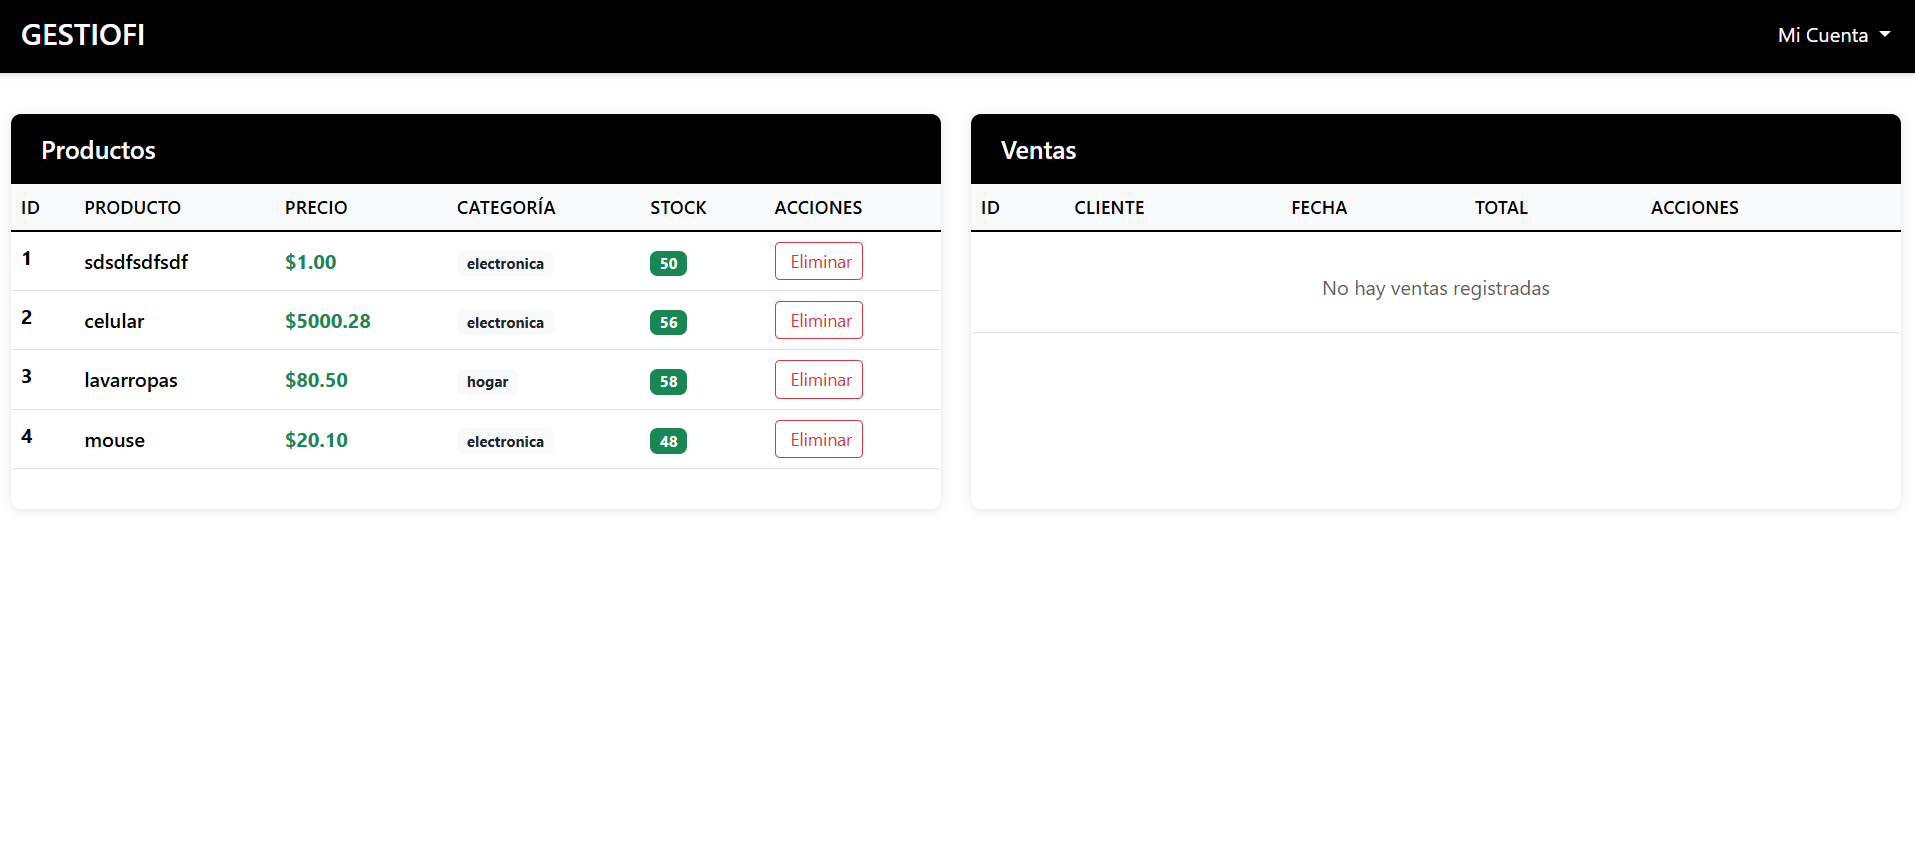 GESTIOFI
Mi Cuenta
Productos
ID PRODUCTO PRECIO CATEGORÍA STOCK ACCIONES
1 sdsdfsdfsdf $1.00 electronica 50 Eliminar
2 celular $5000.28 electronica 56 Eliminar
3 lavarropas $80.50 hogar 58 Eliminar
4 mouse $20.10 electronica 48 Eliminar
Ventas
ID CLIENTE FECHA TOTAL ACCIONES
No hay ventas registradas